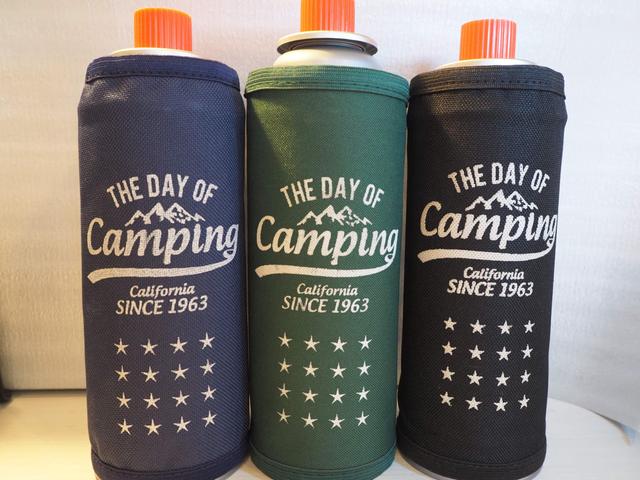 THE DAY OF
Camping
California
SINCE 1963
THE DAY OF
Camping
California
SINCE 1963
THE DAY OF
Camping
California
SINCE 1963